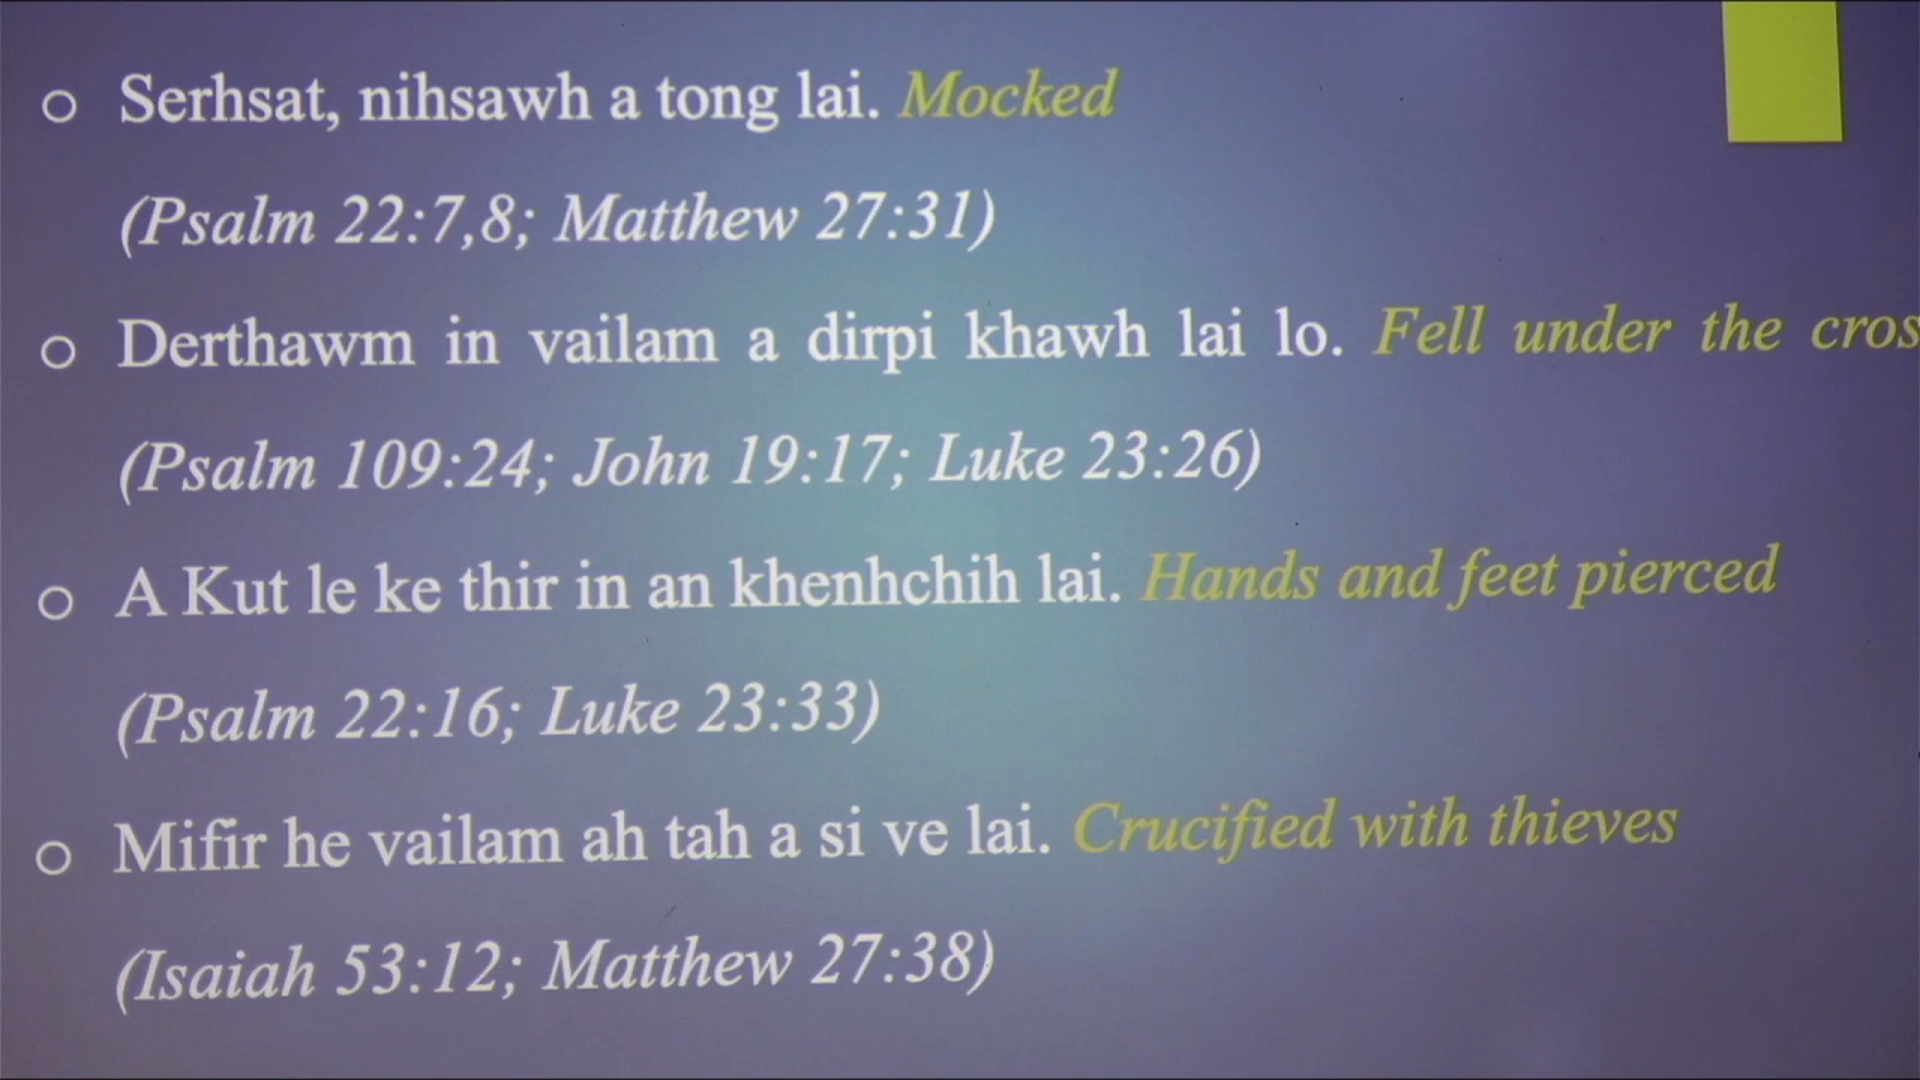 Serhsat, nihsawh a tong lai. Mocked
(Psalm 22:7,8; Matthew 27:31)
Derthawm in vailam a dirpi khawh lai lo. Fell under the cros
(Psalm 109:24; John 19:17; Luke 23:26)
A Kut le ke thir in an khenhchih lai. Hands and feet pierced
(Psalm 22:16; Luke 23:33)
Mifir he vailam ah tah a si ve lai. Crucified with thieves
(Isaiah 53:12; Matthew 27:38)